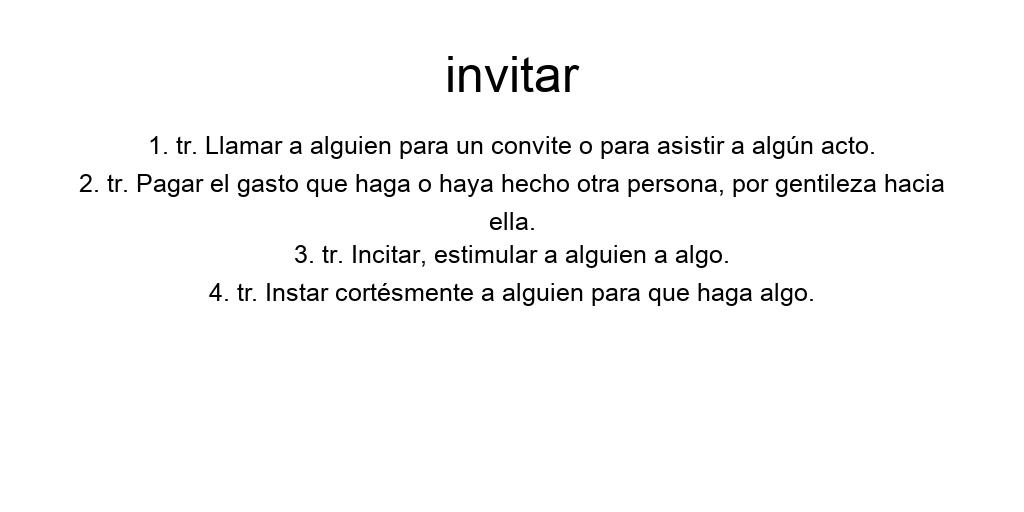 invitar
1. tr. Llamar a alguien para un convite o para asistir a algún acto.
2. tr. Pagar el gasto que haga o haya hecho otra persona, por gentileza hacia
ella.
3. tr. Incitar, estimular a alguien a algo.
4. tr. Instar cortésmente a alguien para que haga algo.